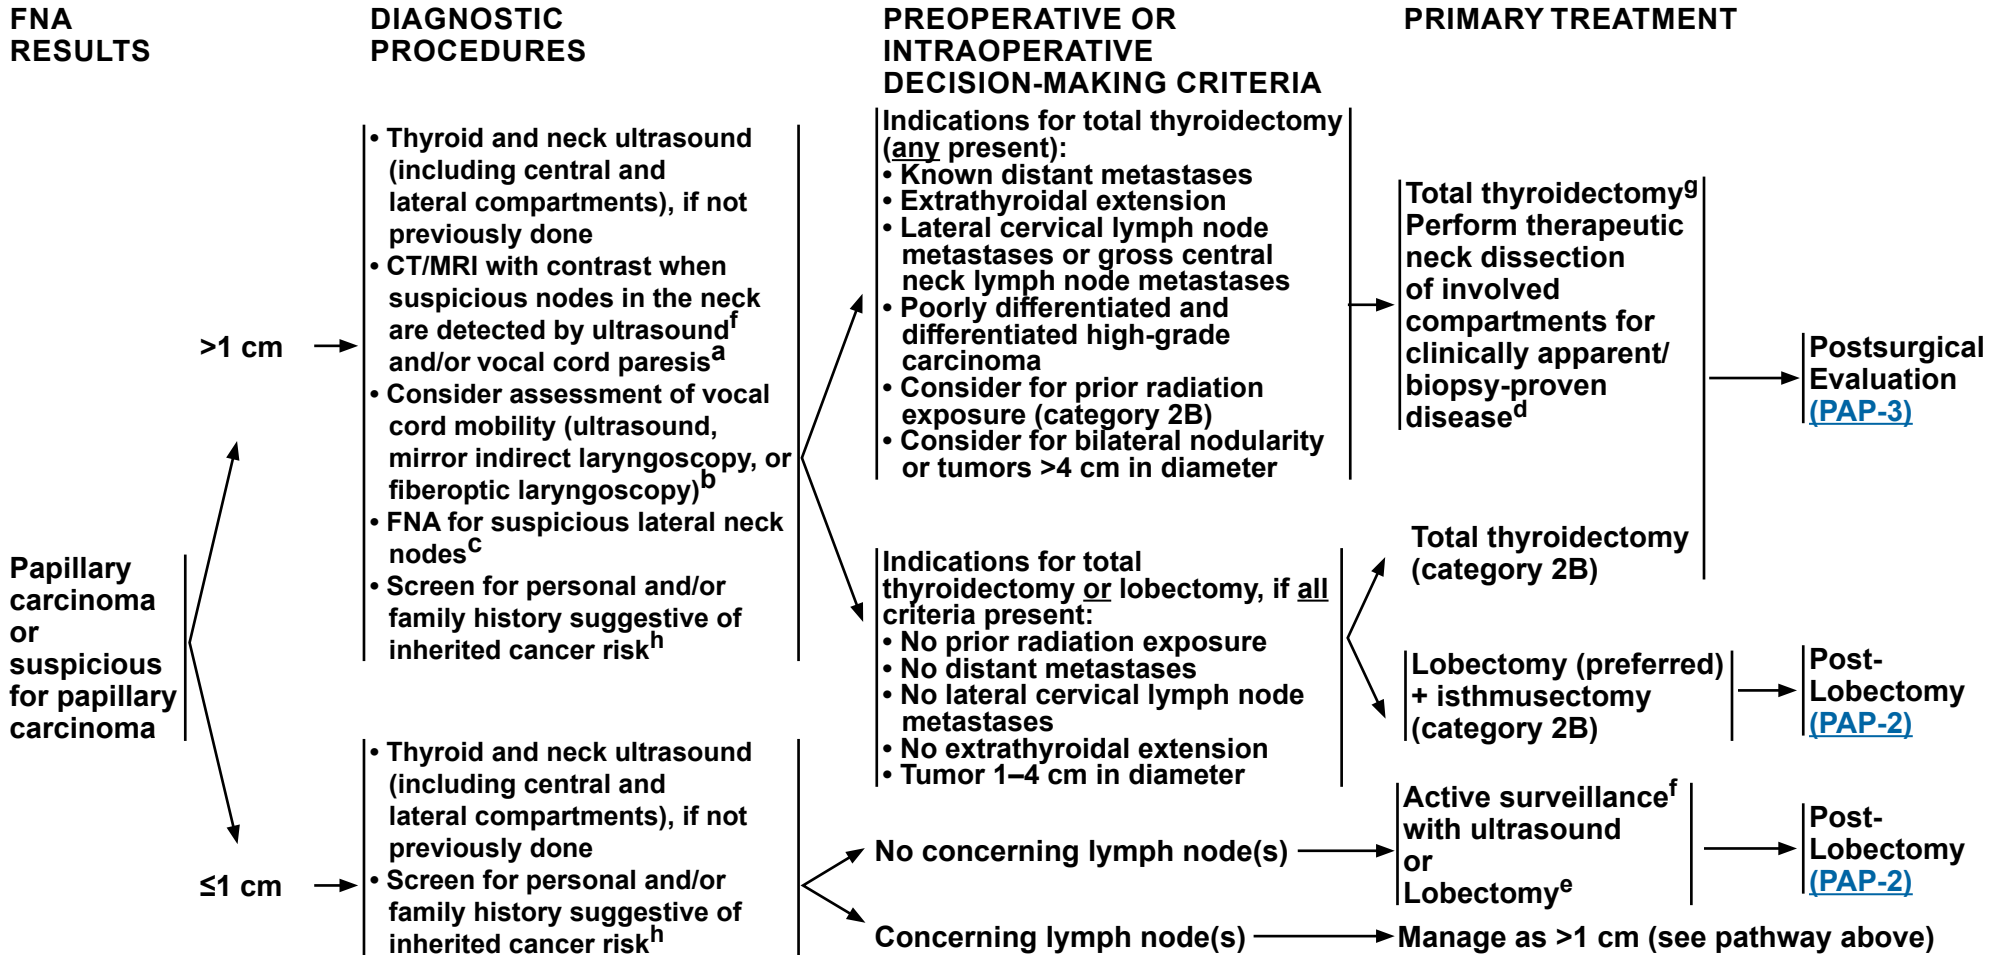 FNA
RESULTS
DIAGNOSTIC
PROCEDURES
PREOPERATIVE OR
INTRAOPERATIVE
DECISION-MAKING CRITERIA
PRIMARY TREATMENT
Papillary
carcinoma
or
suspicious
for papillary
carcinoma
>1 cm
• Thyroid and neck ultrasound
(including central and
lateral compartments), if not
previously done
• CT/MRI with contrast when
suspicious nodes in the neck
are detected by ultrasoundf
and/or vocal cord paresisa
• Consider assessment of vocal
cord mobility (ultrasound,
mirror indirect laryngoscopy, or
fiberoptic laryngoscopy)b
• FNA for suspicious lateral neck
nodesc
• Screen for personal and/or
family history suggestive of
inherited cancer riskh
Indications for total thyroidectomy
(any present):
• Known distant metastases
• Extrathyroidal extension
• Lateral cervical lymph node
metastases or gross central
neck lymph node metastases
• Poorly differentiated and
differentiated high-grade
carcinoma
• Consider for prior radiation
exposure (category 2B)
• Consider for bilateral nodularity
or tumors >4 cm in diameter
Total thyroidectomyg
Perform therapeutic
neck dissection
of involved
compartments for
clinically apparent/
biopsy-proven
diseased
Postsurgical
Evaluation
(PAP-3)
Indications for total
thyroidectomy or lobectomy, if all
criteria present:
• No prior radiation exposure
• No distant metastases
• No lateral cervical lymph node
metastases
• No extrathyroidal extension
• Tumor 1–4 cm in diameter
Total thyroidectomy
(category 2B)
Lobectomy (preferred)
+ isthmusectomy
(category 2B)
Post-
Lobectomy
(PAP-2)
≤1 cm
• Thyroid and neck ultrasound
(including central and
lateral compartments), if not
previously done
• Screen for personal and/or
family history suggestive of
inherited cancer riskh
No concerning lymph node(s)
Active surveillancef
with ultrasound
or
Lobectomye
Post-
Lobectomy
(PAP-2)
Concerning lymph node(s)
Manage as >1 cm (see pathway above)